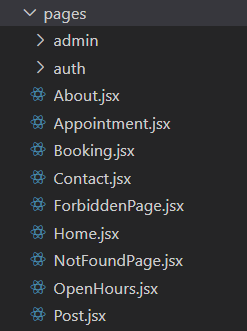 pages
admin
auth
About.jsx
Appointment.jsx
Booking.jsx
Contact.jsx
ForbiddenPage.jsx
Home.jsx
NotFoundPage.jsx
OpenHours.jsx
Post.jsx